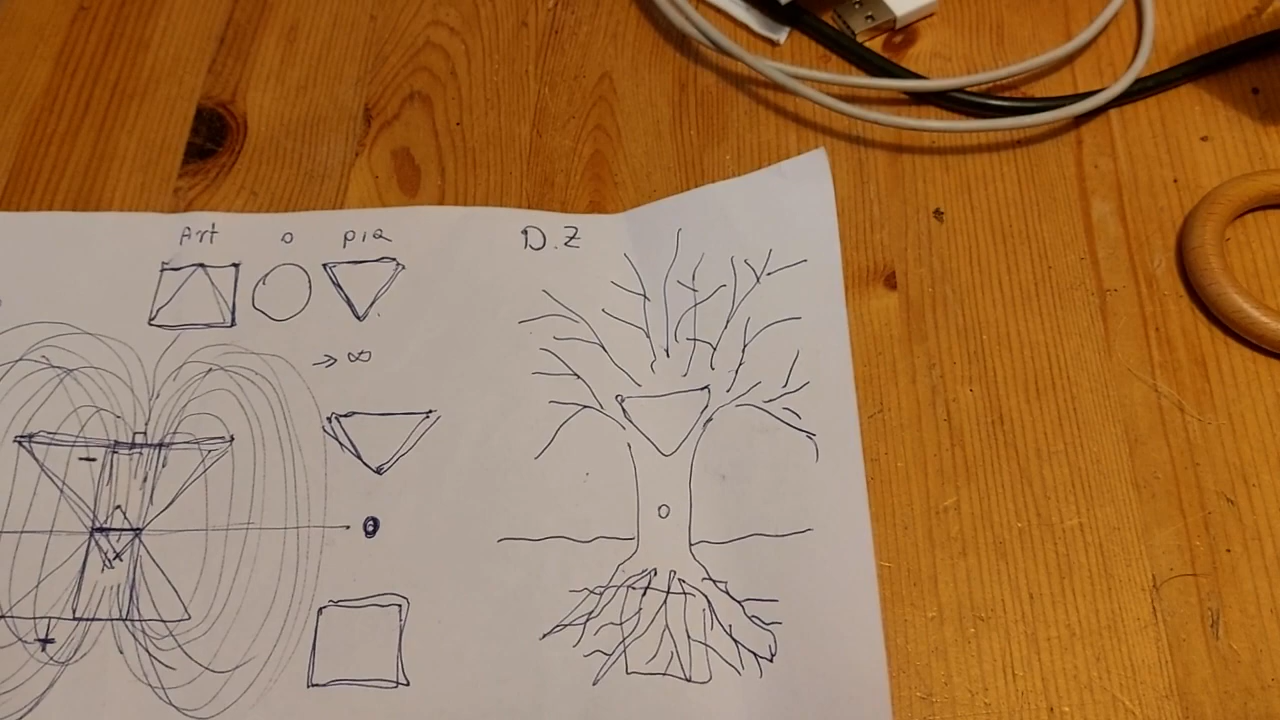 Art o pia
D.Z
→ ∞
-
+